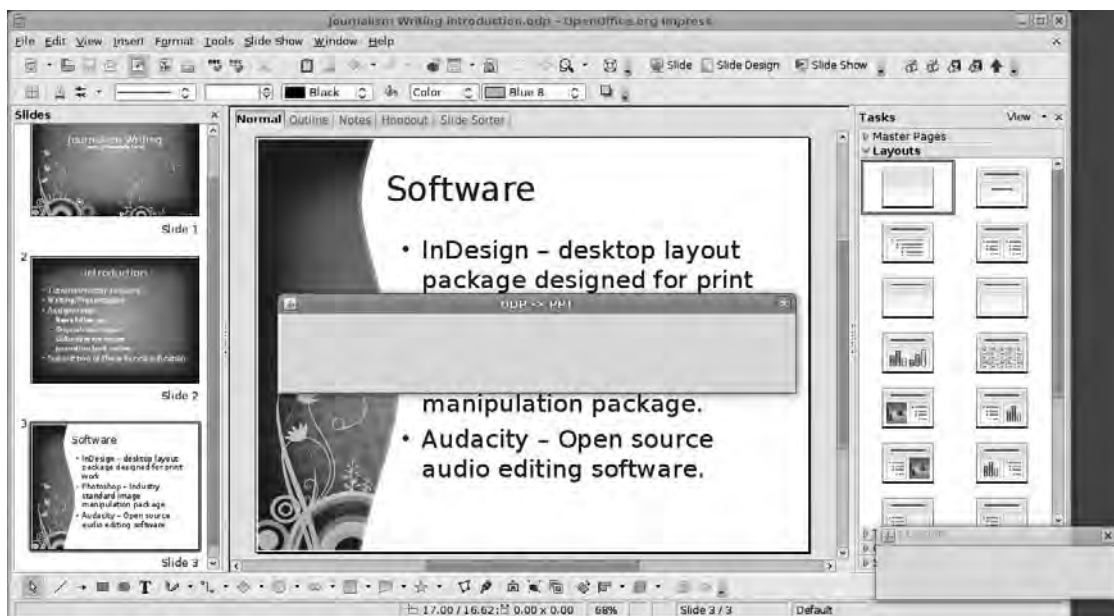 Journalism Writing Introduction.odp - OpenOffice.org Impress
File Edit View Insert Format Tools Slide Show Window Help
Slide Slide Design Slide Show
Black Color Blue 8
Slides
Journalism Writing
Slide 1
2
Introduction
Slide 2
3
Software
• InDesign – desktop layout
package designed for print
work
• Photoshop – Industry
standard image
manipulation package
• Audacity – Open source
audio editing software
Slide 3
Normal Outline Notes Handout Slide Sorter
Software
• InDesign – desktop layout
package designed for print
ODP -> PPT
manipulation package.
• Audacity – Open source
audio editing software.
Tasks View
Master Pages
Layouts
17.00 / 16.62 0.00 x 0.00 68% Slide 3 / 3 Default